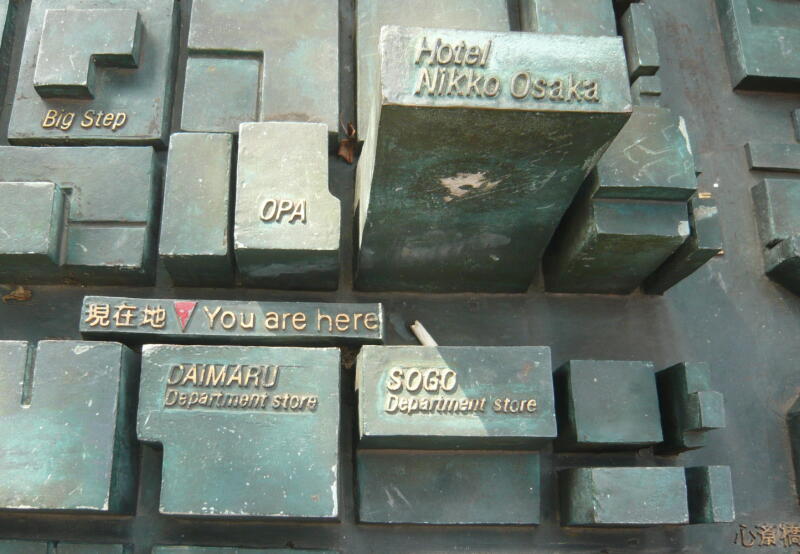 Hotel
Nikko Osaka
Big Step
OPA
現在地 You are here
DAiMARU
Department store
SOGO
Department store
心斎橋